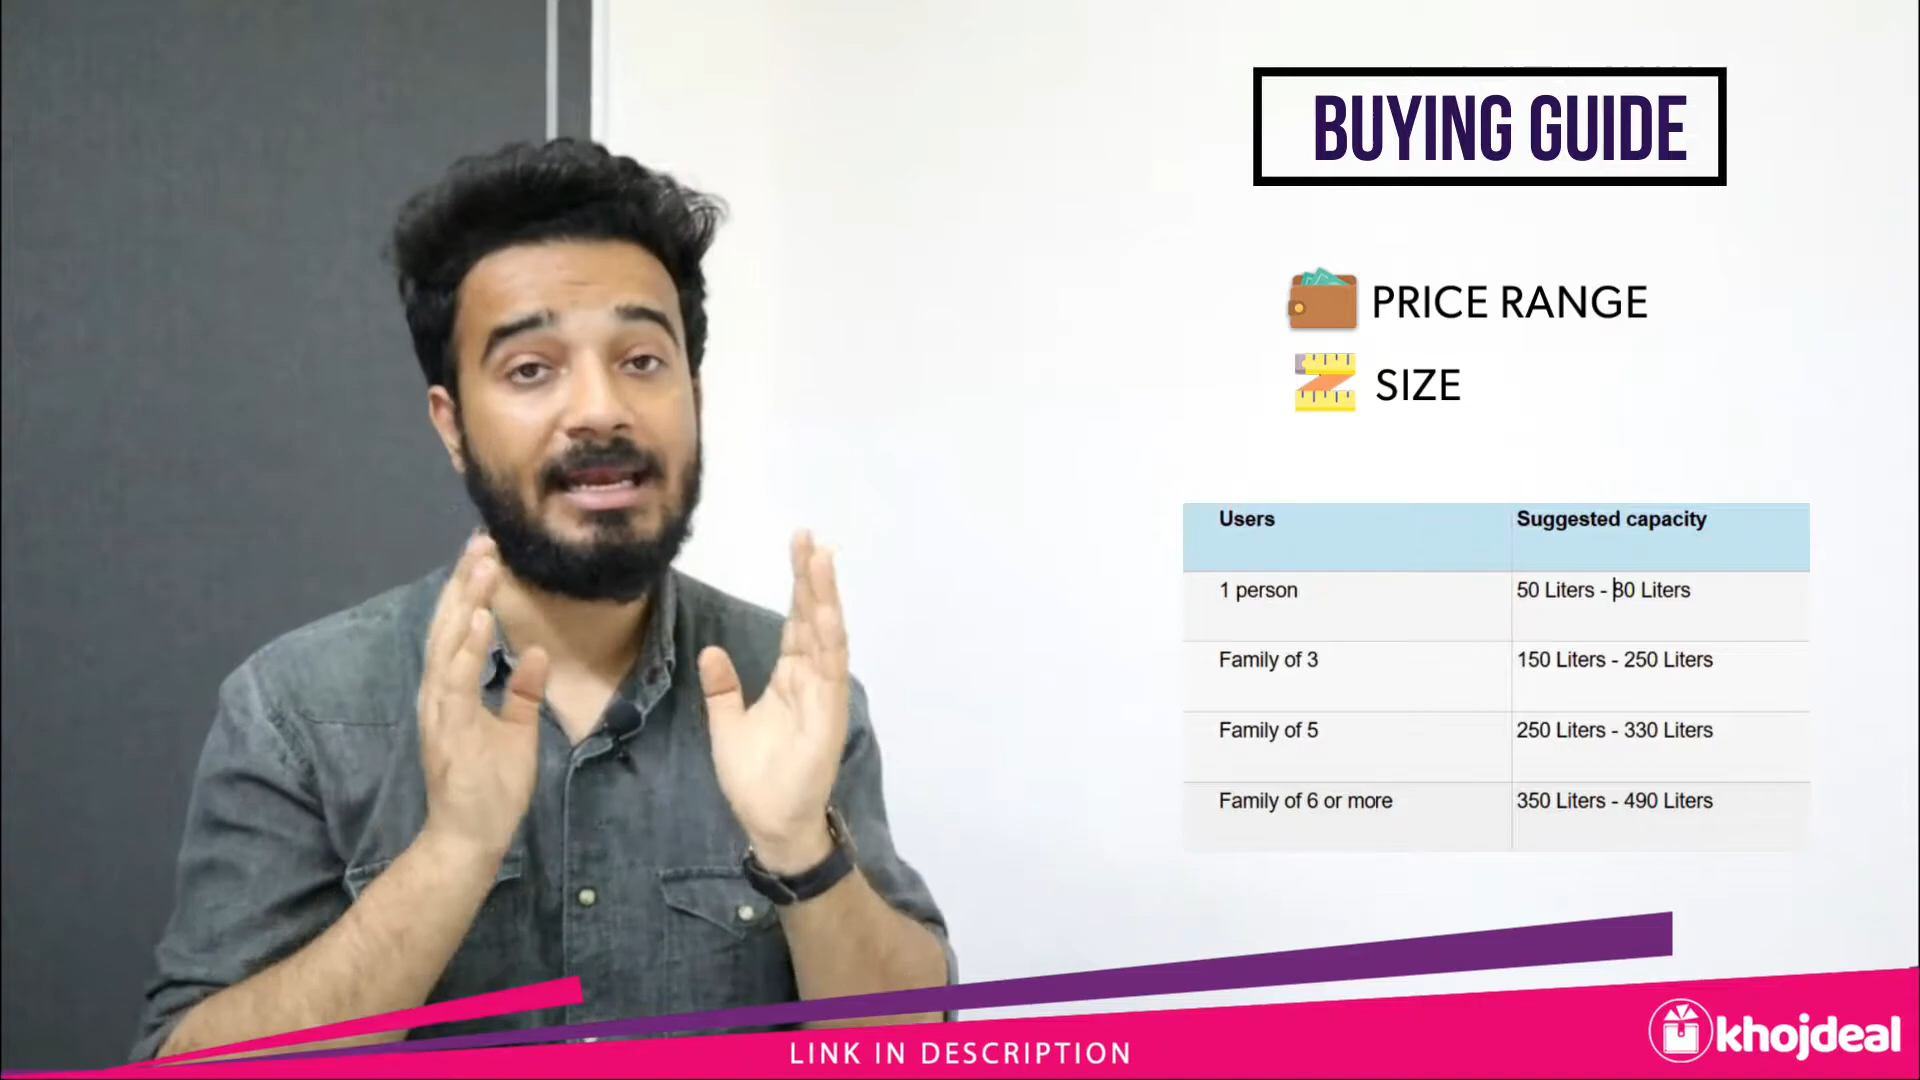 BUYING GUIDE
PRICE RANGE
SIZE
Users Suggested capacity
1 person 50 Liters - 80 Liters
Family of 3 150 Liters - 250 Liters
Family of 5 250 Liters - 330 Liters
Family of 6 or more 350 Liters - 490 Liters
LINK IN DESCRIPTION
khojdeal